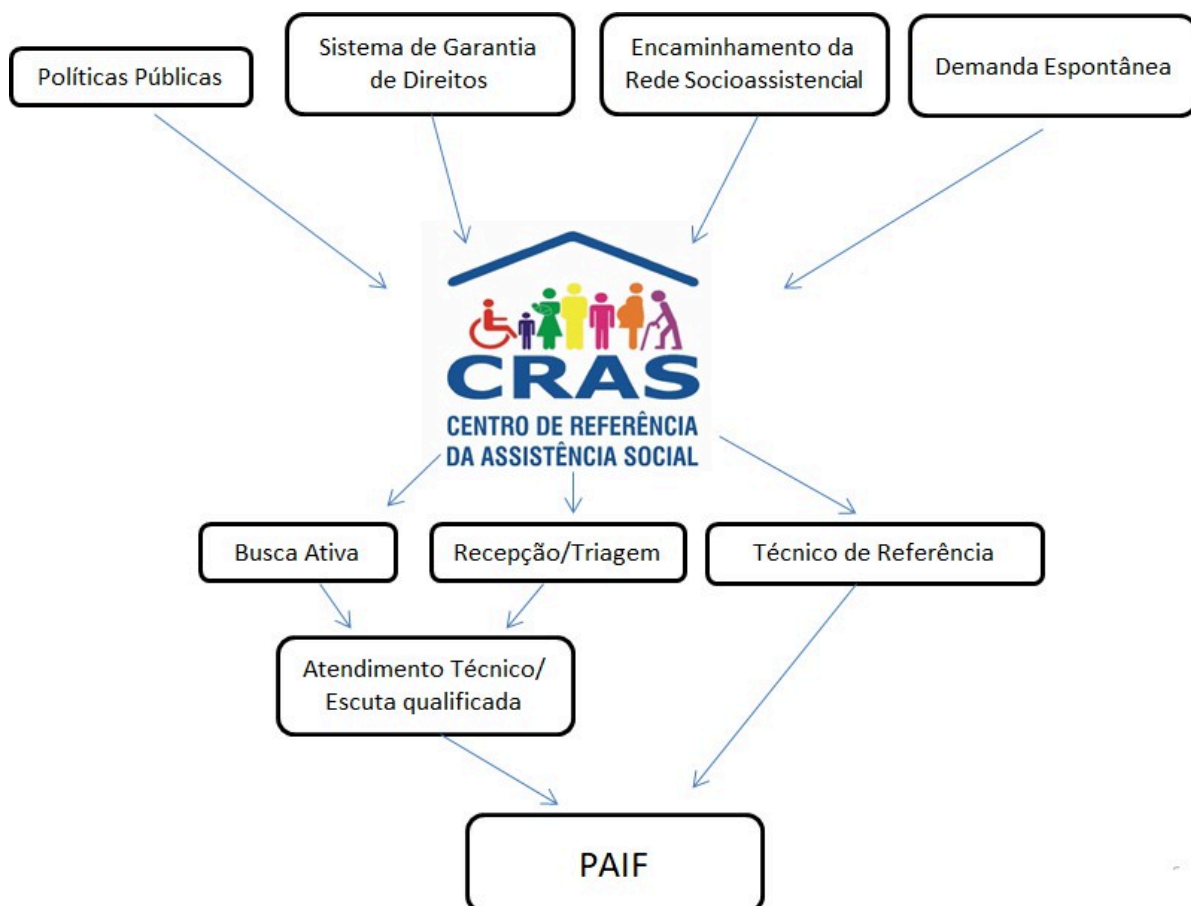 Políticas Públicas
Sistema de Garantia
de Direitos
Encaminhamento da
Rede Socioassistencial
Demanda Espontânea
CRAS
CENTRO DE REFERÊNCIA
DA ASSISTÊNCIA SOCIAL
Busca Ativa
Recepção/Triagem
Técnico de Referência
Atendimento Técnico/
Escuta qualificada
PAIF